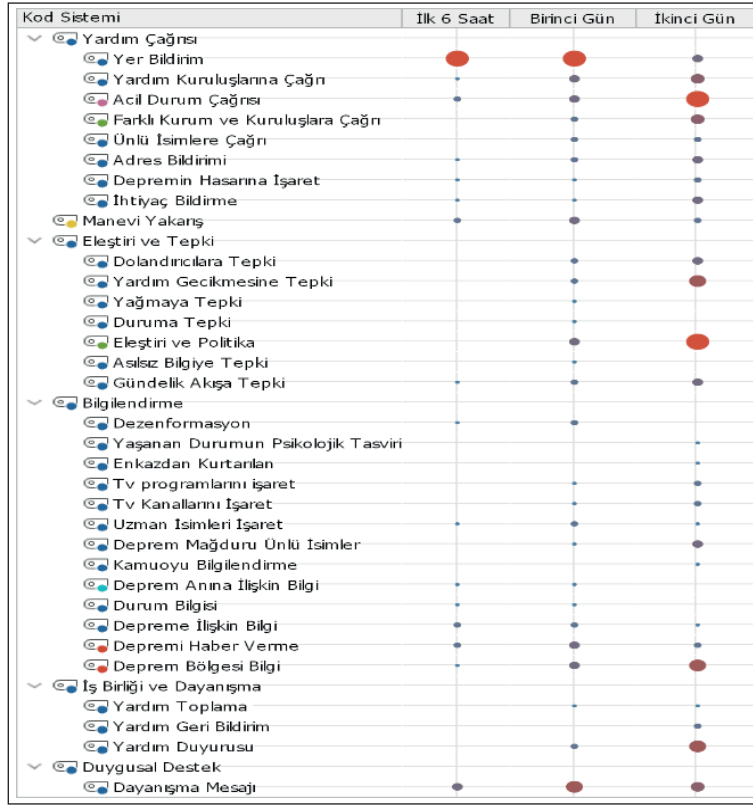 Kod Sistemi İlk 6 Saat Birinci Gün İkinci Gün
Yardım Çağrısı
Yer Bildirim
Yardım Kuruluşlarına Çağrı
Acil Durum Çağrısı
Farklı Kurum ve Kuruluşlara Çağrı
Ünlü İsimlere Çağrı
Adres Bildirimi
Depremin Hasarına İşaret
İhtiyaç Bildirme
Manevi Yakarış
Eleştiri ve Tepki
Dolandırıcılara Tepki
Yardım Gecikmesine Tepki
Yağmaya Tepki
Duruma Tepki
Eleştiri ve Politika
Asılsız Bilgiye Tepki
Gündelik Akışa Tepki
Bilgilendirme
Dezenformasyon
Yaşanan Durumun Psikolojik Tasviri
Enkazdan Kurtarılan
Tv programlarını işaret
Tv Kanallarını İşaret
Uzman İsimleri İşaret
Deprem Mağduru Ünlü İsimler
Kamuoyu Bilgilendirme
Deprem Anına İlişkin Bilgi
Durum Bilgisi
Depreme İlişkin Bilgi
Depremi Haber Verme
Deprem Bölgesi Bilgi
İş Birliği ve Dayanışma
Yardım Toplama
Yardım Geri Bildirim
Yardım Duyurusu
Duygusal Destek
Dayanışma Mesajı